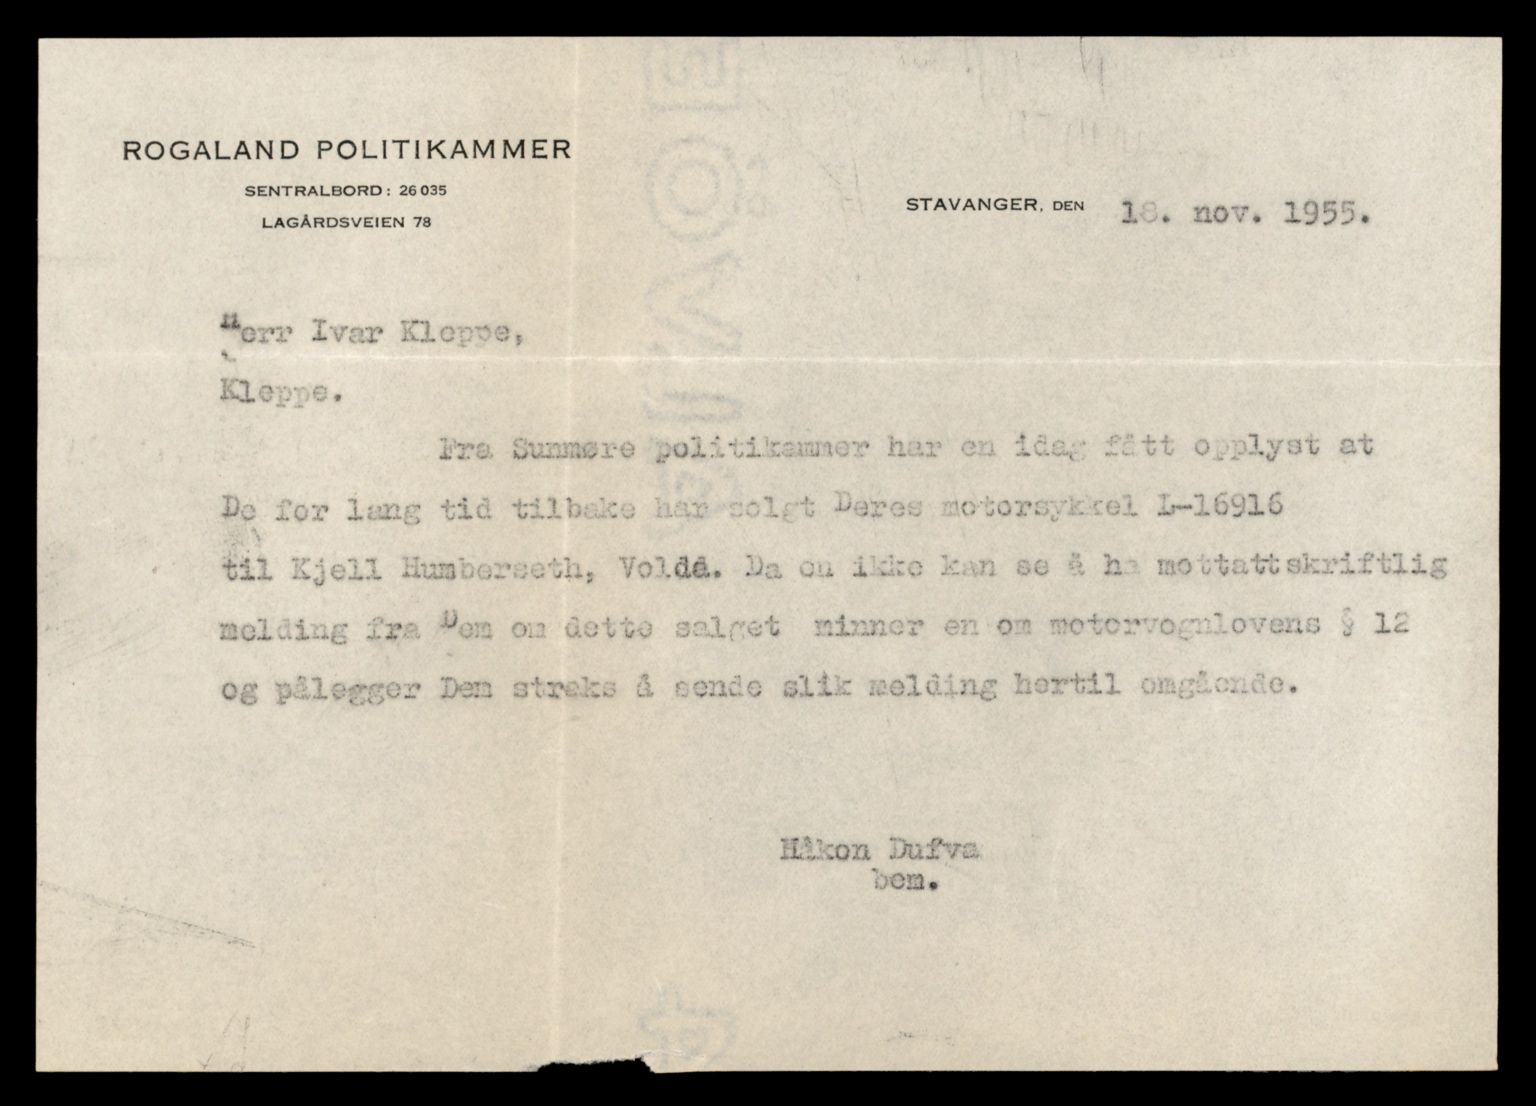 ROGALAND POLITIKAMMER
SENTRALBORD: 26 035
LAGÅRDSVEIEN 78
STAVANGER, DEN 18. nov. 1955.
Herr Ivar Kleppe,
Kleppe.
Fra Sunmøre politikammer har en idag fått opplyst at
De for lang tid tilbake har solgt Deres motorsykkel L-16916
til Kjell Humberseth, Volda. Da en ikke kan se å ha mottatt skriftlig
melding fra Dem om dette salget minner en om motorvognlovens § 12
og pålegger Dem straks å sende slik melding hertil omgående.
Håkon Dufva
bem.